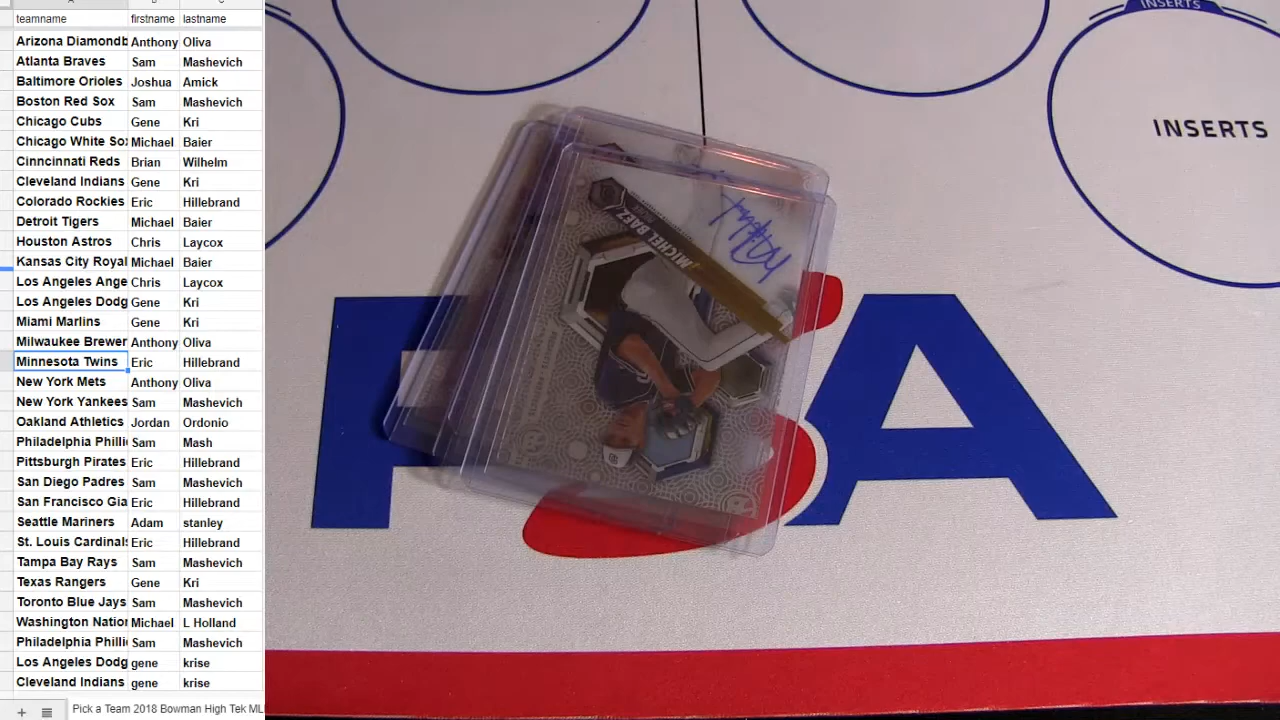 teamname firstname lastname
Arizona Diamondb Anthony Oliva
Atlanta Braves Sam Mashevich
Baltimore Orioles Joshua Amick
Boston Red Sox Sam Mashevich
Chicago Cubs Gene Kri
Chicago White Sox Michael Baier
Cinncinnati Reds Brian Wilhelm
Cleveland Indians Gene Kri
Colorado Rockies Eric Hillebrand
Detroit Tigers Michael Baier
Houston Astros Chris Laycox
Kansas City Royal Michael Baier
Los Angeles Ange Chris Laycox
Los Angeles Dodg Gene Kri
Miami Marlins Gene Kri
Milwaukee Brewer Anthony Oliva
Minnesota Twins Eric Hillebrand
New York Mets Anthony Oliva
New York Yankees Sam Mashevich
Oakland Athletics Jordan Ordonio
Philadelphia Philli Sam Mash
Pittsburgh Pirates Eric Hillebrand
San Diego Padres Sam Mashevich
San Francisco Gia Eric Hillebrand
Seattle Mariners Adam stanley
St. Louis Cardinals Eric Hillebrand
Tampa Bay Rays Sam Mashevich
Texas Rangers Gene Kri
Toronto Blue Jays Sam Mashevich
Washington Nation Michael L Holland
Philadelphia Philli Sam Mashevich
Los Angeles Dodg gene krise
Cleveland Indians gene krise
Pick a Team 2018 Bowman High Tek ML
INSERTS
INSERTS
MICHEL BAEZ
PSA